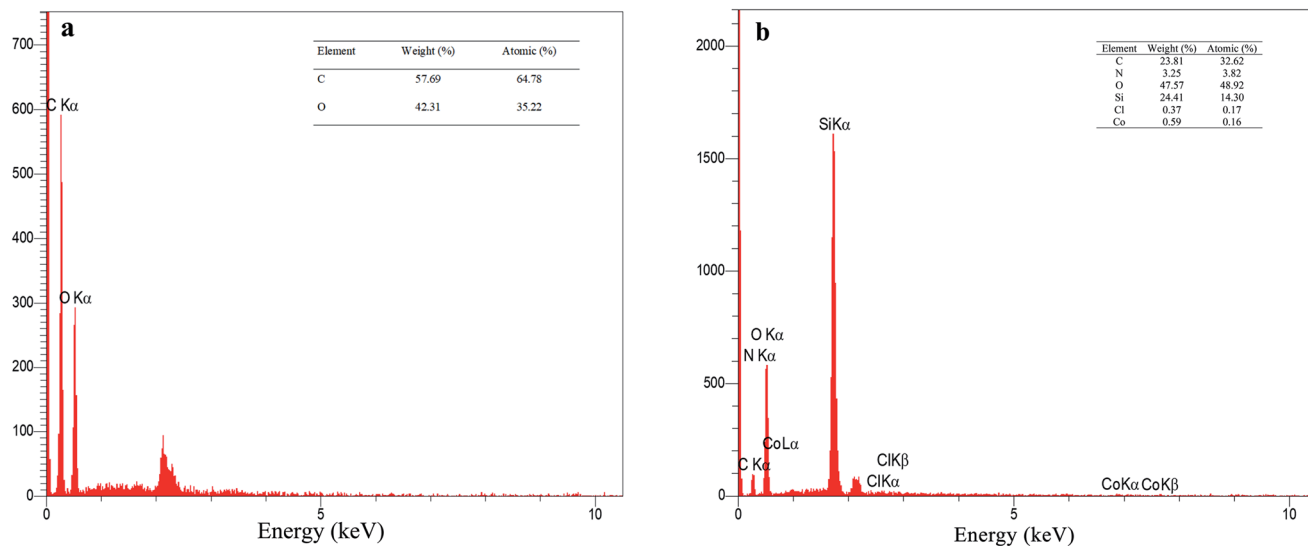 a
Element Weight (%) Atomic (%)
C 57.69 64.78
O 42.31 35.22
C Kα
O Kα
700
600
500
400
300
200
100
0
0 5 10
Energy (keV)
b
Element Weight (%) Atomic (%)
C 23.81 32.62
N 3.25 3.82
O 47.57 48.92
Si 24.41 14.30
Cl 0.37 0.17
Co 0.59 0.16
SiKα
O Kα
N Kα
CoLα
C Kα
ClKβ
ClKα
CoKα CoKβ
2000
1500
1000
500
0
0 5 10
Energy (keV)